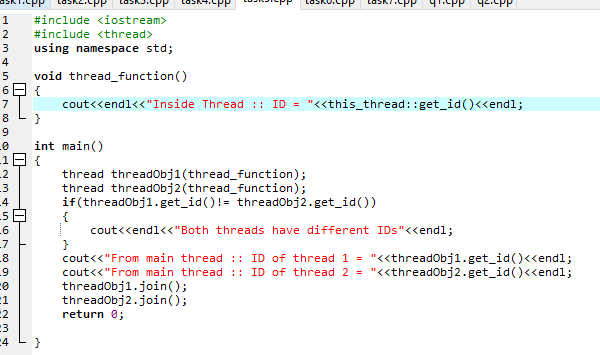 task2.cpp task3.cpp task4.cpp task6.cpp task7.cpp q1.cpp q2.cpp
1 #include <iostream>
2 #include <thread>
3 using namespace std;
4
5 void thread_function()
6 {
7 cout<<endl<<"Inside Thread :: ID = "<<this_thread::get_id()<<endl;
8 }
9
10 int main()
11 {
12 thread threadObj1(thread_function);
13 thread threadObj2(thread_function);
14 if(threadObj1.get_id()!= threadObj2.get_id())
15 {
16 cout<<endl<<"Both threads have different IDs"<<endl;
17 }
18 cout<<"From main thread :: ID of thread 1 = "<<threadObj1.get_id()<<endl;
19 cout<<"From main thread :: ID of thread 2 = "<<threadObj2.get_id()<<endl;
20 threadObj1.join();
21 threadObj2.join();
22 return 0;
23
24 }